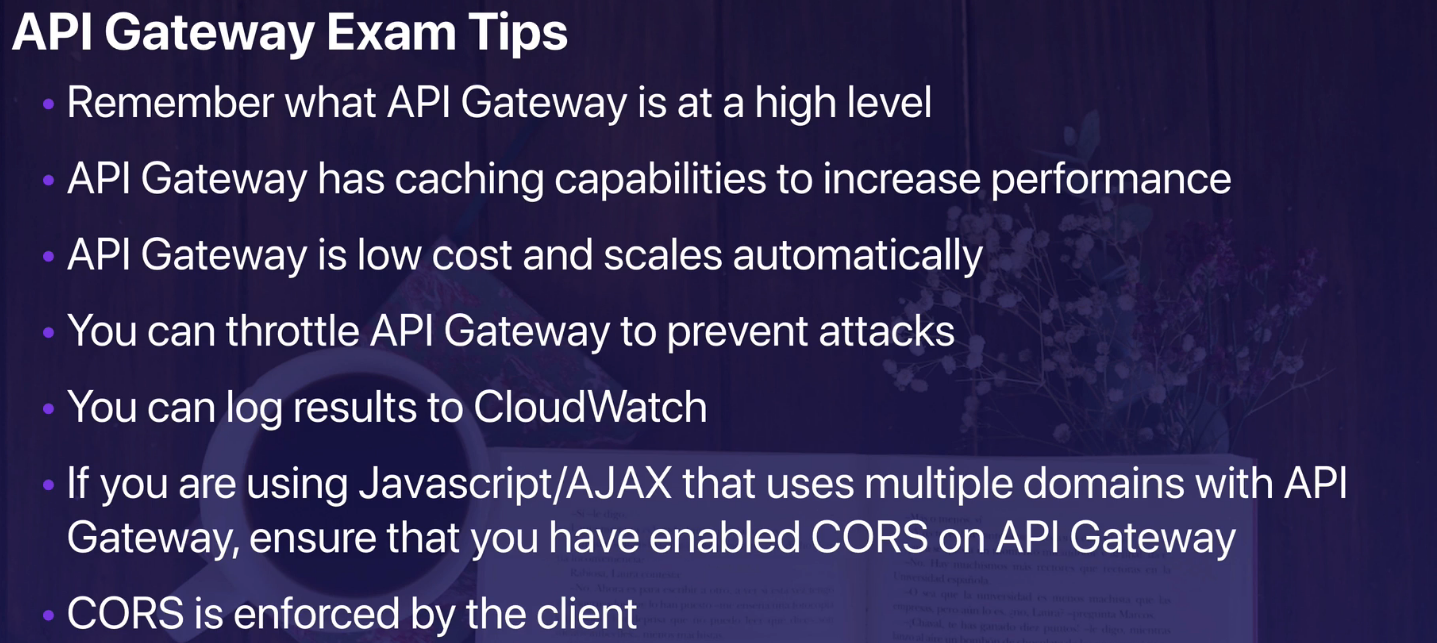 API Gateway Exam Tips
• Remember what API Gateway is at a high level
• API Gateway has caching capabilities to increase performance
• API Gateway is low cost and scales automatically
• You can throttle API Gateway to prevent attacks
• You can log results to CloudWatch
• If you are using Javascript/AJAX that uses multiple domains with API
Gateway, ensure that you have enabled CORS on API Gateway
• CORS is enforced by the client